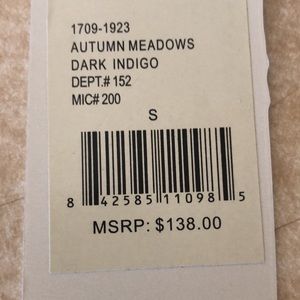 1709-1923
AUTUMN MEADOWS
DARK INDIGO
DEPT.# 152
MIC# 200
S
8 42585 11098 5
MSRP: $138.00